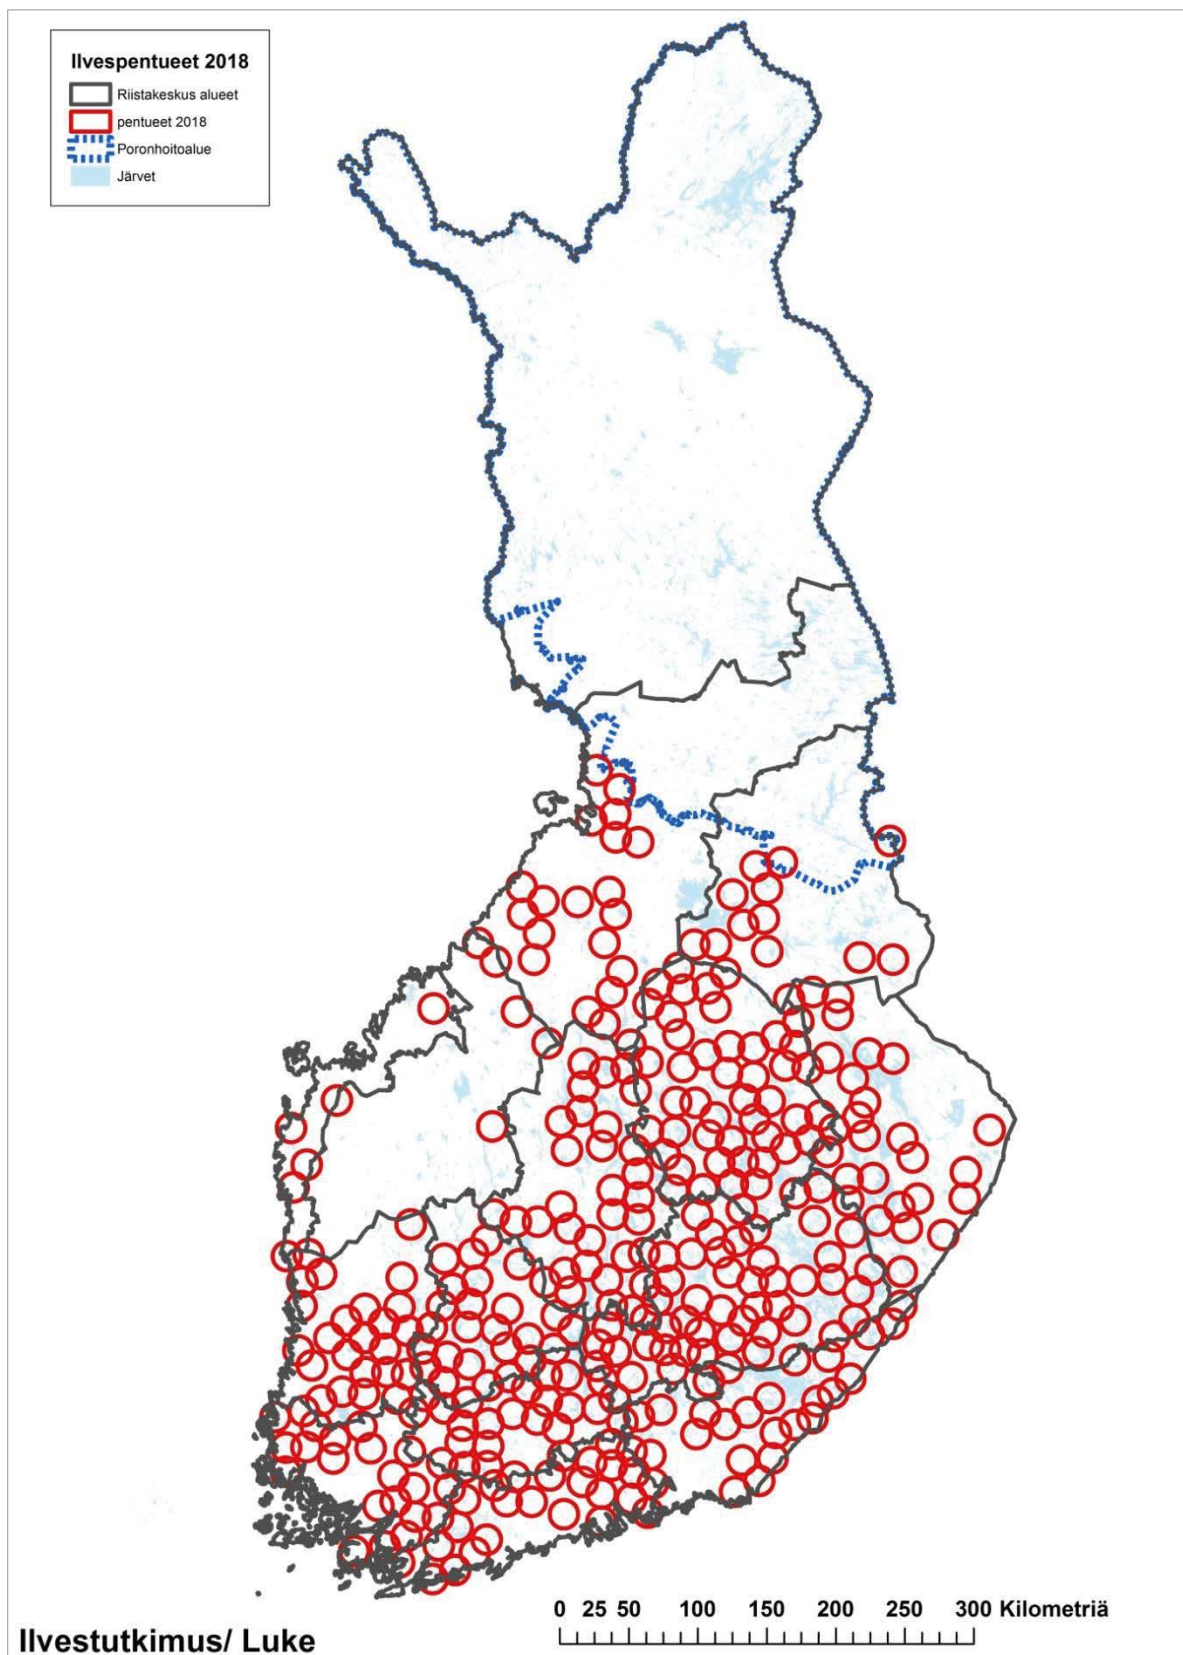 Ilvespentueet 2018
Riistakeskus alueet
pentueet 2018
Poronhoitoalue
Järvet
0 25 50 100 150 200 250 300 Kilometriä
Ilvestutkimus/ Luke